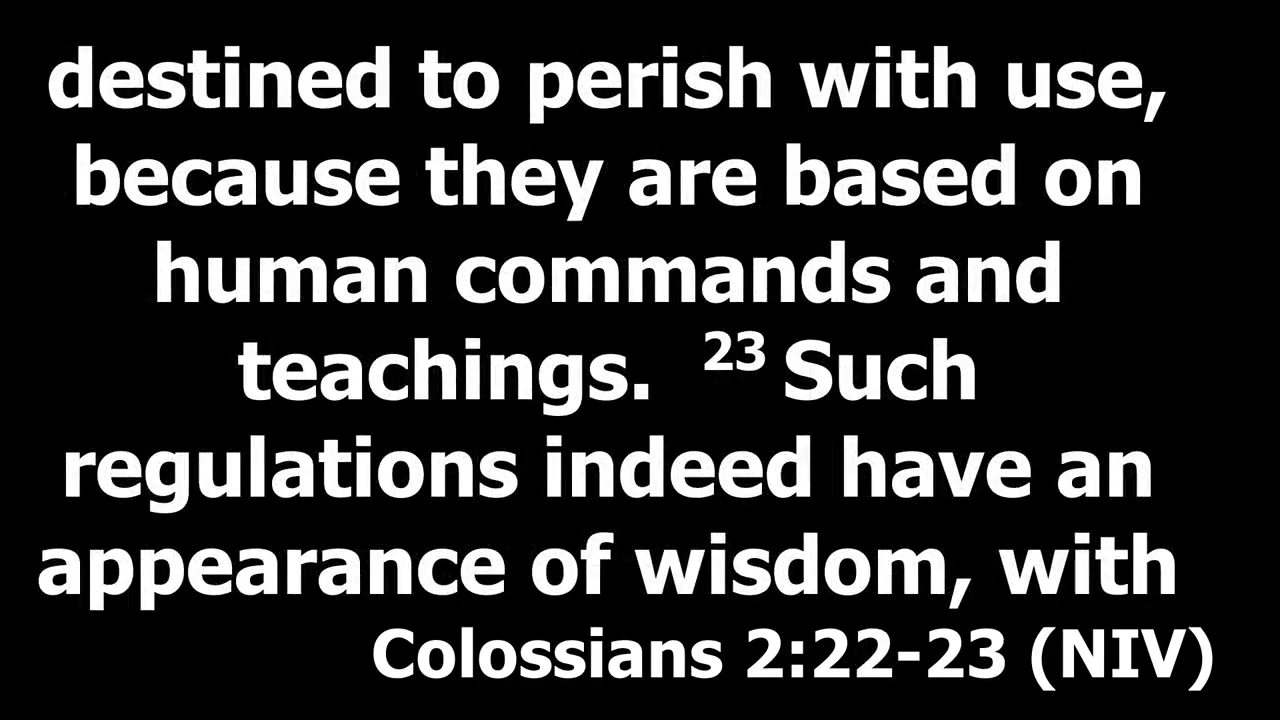 destined to perish with use,
because they are based on
human commands and
teachings. 23 Such
regulations indeed have an
appearance of wisdom, with
Colossians 2:22-23 (NIV)